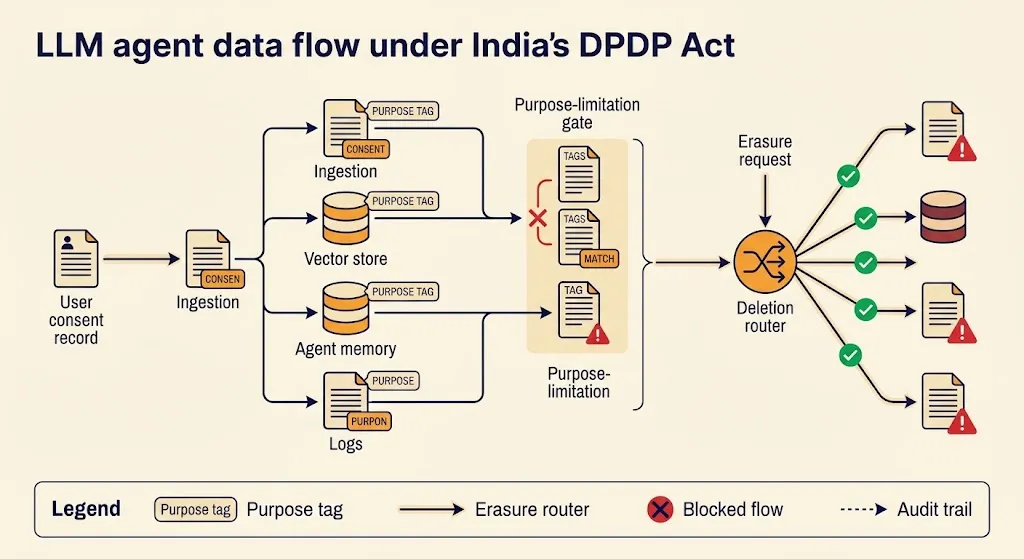 LLM agent data flow under India's DPDP Act
User
consent
record
CONSEN
Ingestion
PURPOSE TAG
CONSENT
Ingestion
PURPOSE TAG
Vector store
PURPOSE TAG
Agent memory
PURPOSE
PURPON
Logs
Purpose-limitation
gate
TAGS
TAGS
MATCH
TAG
Purpose-
limitation
Erasure
request
Deletion
router
Legend
Purpose tag
Purpose tag
Erasure router
Blocked flow
Audit trail